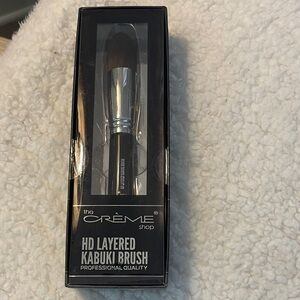 the
CRÈME®
shop
HD LAYERED
KABUKI BRUSH
PROFESSIONAL QUALITY